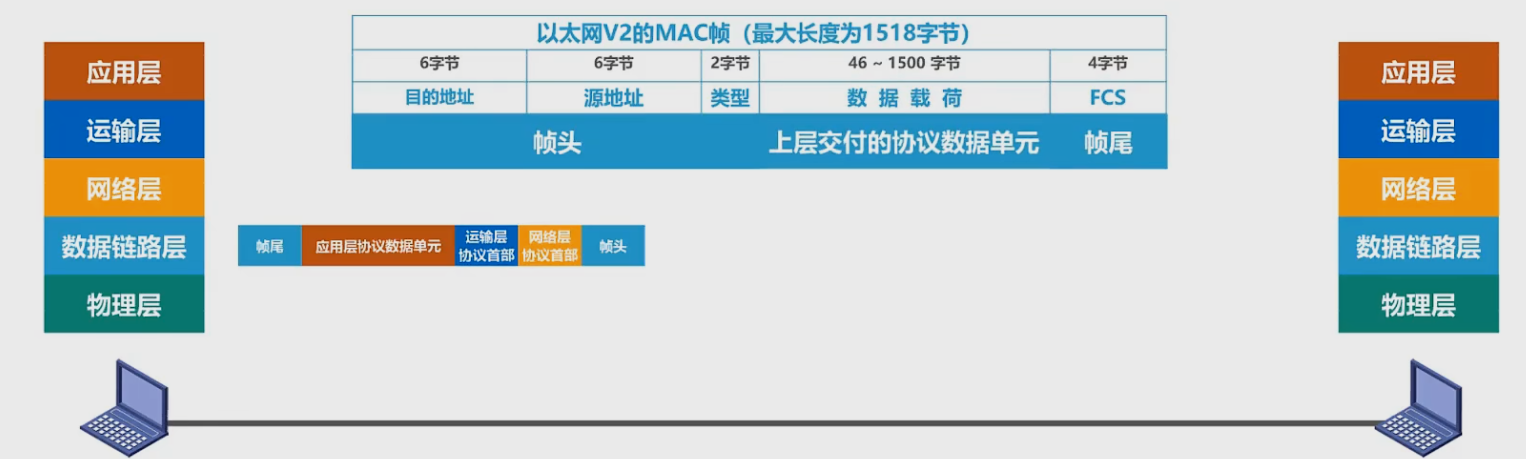 应用层
运输层
网络层
数据链路层
物理层
以太网V2的MAC帧（最大长度为1518字节）
6字节 6字节 2字节 46 ~ 1500 字节 4字节
目的地址 源地址 类型 数 据 载 荷 FCS
帧头 上层交付的协议数据单元 帧尾
帧尾 应用层协议数据单元 运输层 网络层 帧头
协议首部 协议首部
应用层
运输层
网络层
数据链路层
物理层